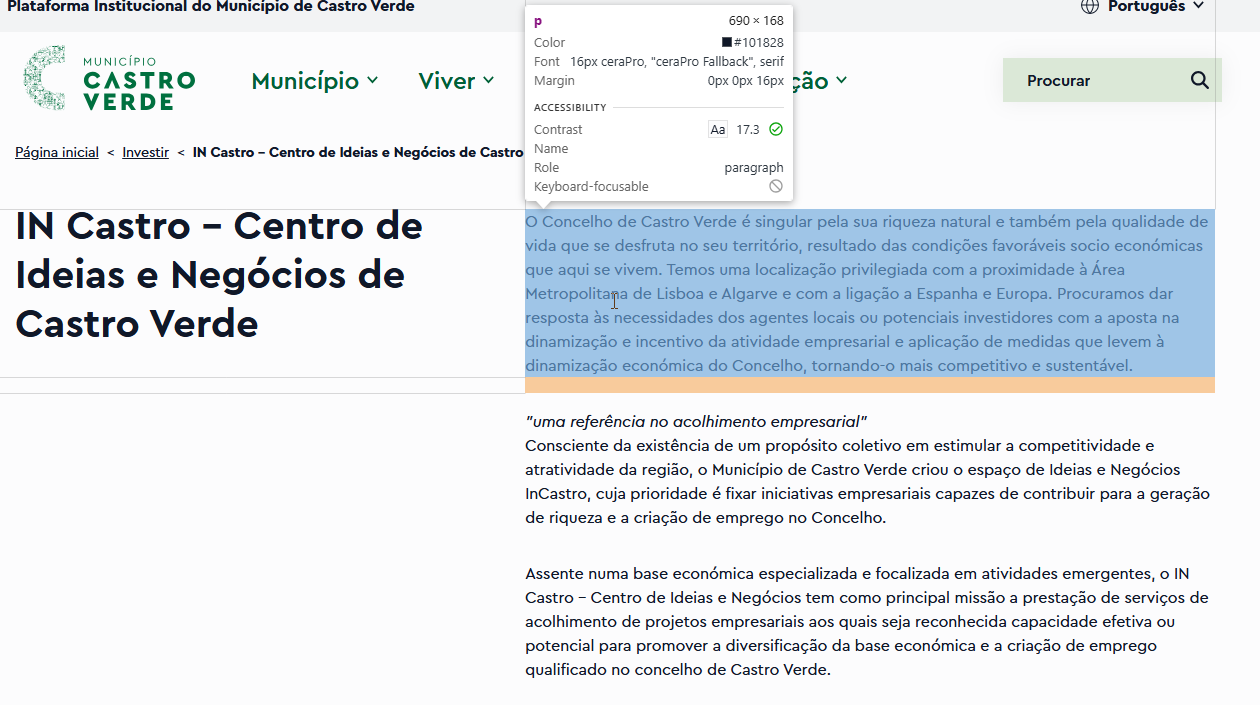 Plataforma Institucional do Município de Castro Verde
Português
MUNICÍPIO
CASTRO
VERDE
Município
Viver
Procurar
p 690 × 168
Color #101828
Font 16px ceraPro, "ceraPro Fallback", serif
Margin 0px 0px 16px
ACCESSIBILITY
Contrast Aa 17.3
Name
Role paragraph
Keyboard-focusable
Página inicial < Investir < IN Castro – Centro de Ideias e Negócios de Castro
IN Castro – Centro de
Ideias e Negócios de
Castro Verde
O Concelho de Castro Verde é singular pela sua riqueza natural e também pela qualidade de
vida que se desfruta no seu território, resultado das condições favoráveis socio económicas
que aqui se vivem. Temos uma localização privilegiada com a proximidade à Área
Metropolitana de Lisboa e Algarve e com a ligação a Espanha e Europa. Procuramos dar
resposta às necessidades dos agentes locais ou potenciais investidores com a aposta na
dinamização e incentivo da atividade empresarial e aplicação de medidas que levem à
dinamização económica do Concelho, tornando-o mais competitivo e sustentável.
"uma referência no acolhimento empresarial"
Consciente da existência de um propósito coletivo em estimular a competitividade e
atratividade da região, o Município de Castro Verde criou o espaço de Ideias e Negócios
InCastro, cuja prioridade é fixar iniciativas empresariais capazes de contribuir para a geração
de riqueza e a criação de emprego no Concelho.
Assente numa base económica especializada e focalizada em atividades emergentes, o IN
Castro – Centro de Ideias e Negócios tem como principal missão a prestação de serviços de
acolhimento de projetos empresariais aos quais seja reconhecida capacidade efetiva ou
potencial para promover a diversificação da base económica e a criação de emprego
qualificado no concelho de Castro Verde.